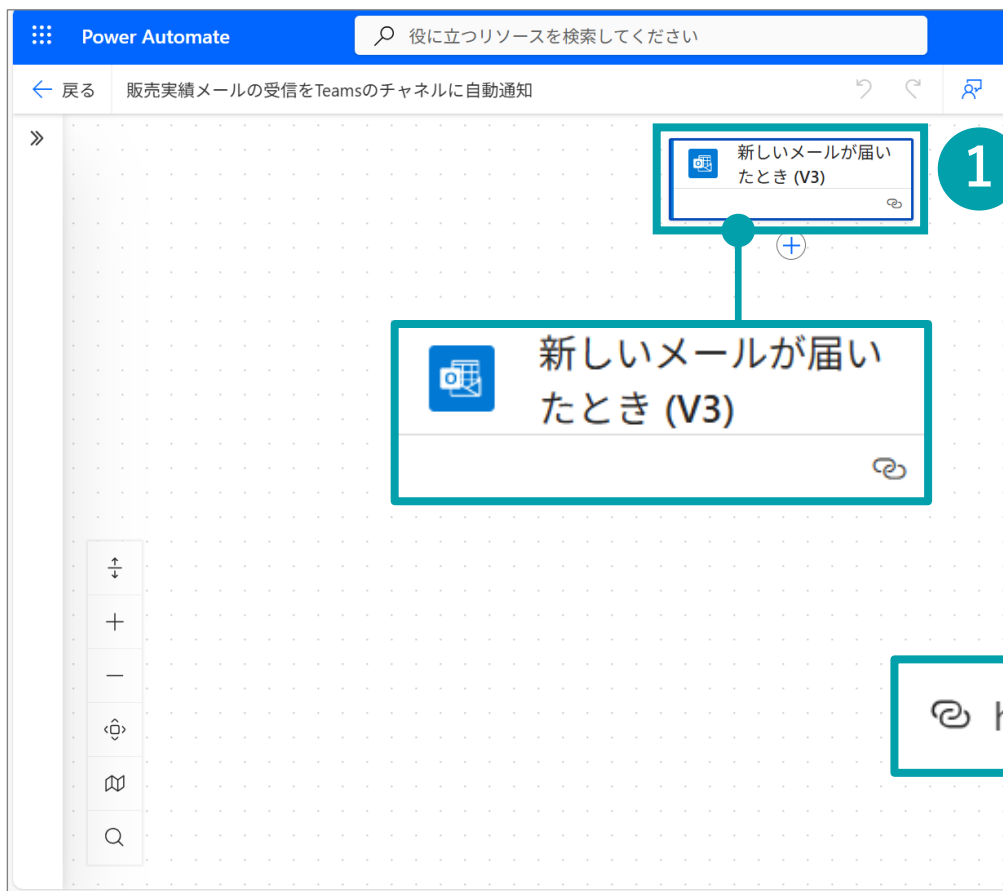 Power Automate
役に立つリソースを検索してください
戻る
販売実績メールの受信をTeamsのチャネルに自動通知
新しいメールが届い
たとき (V3)
1
新しいメールが届い
たとき (V3)